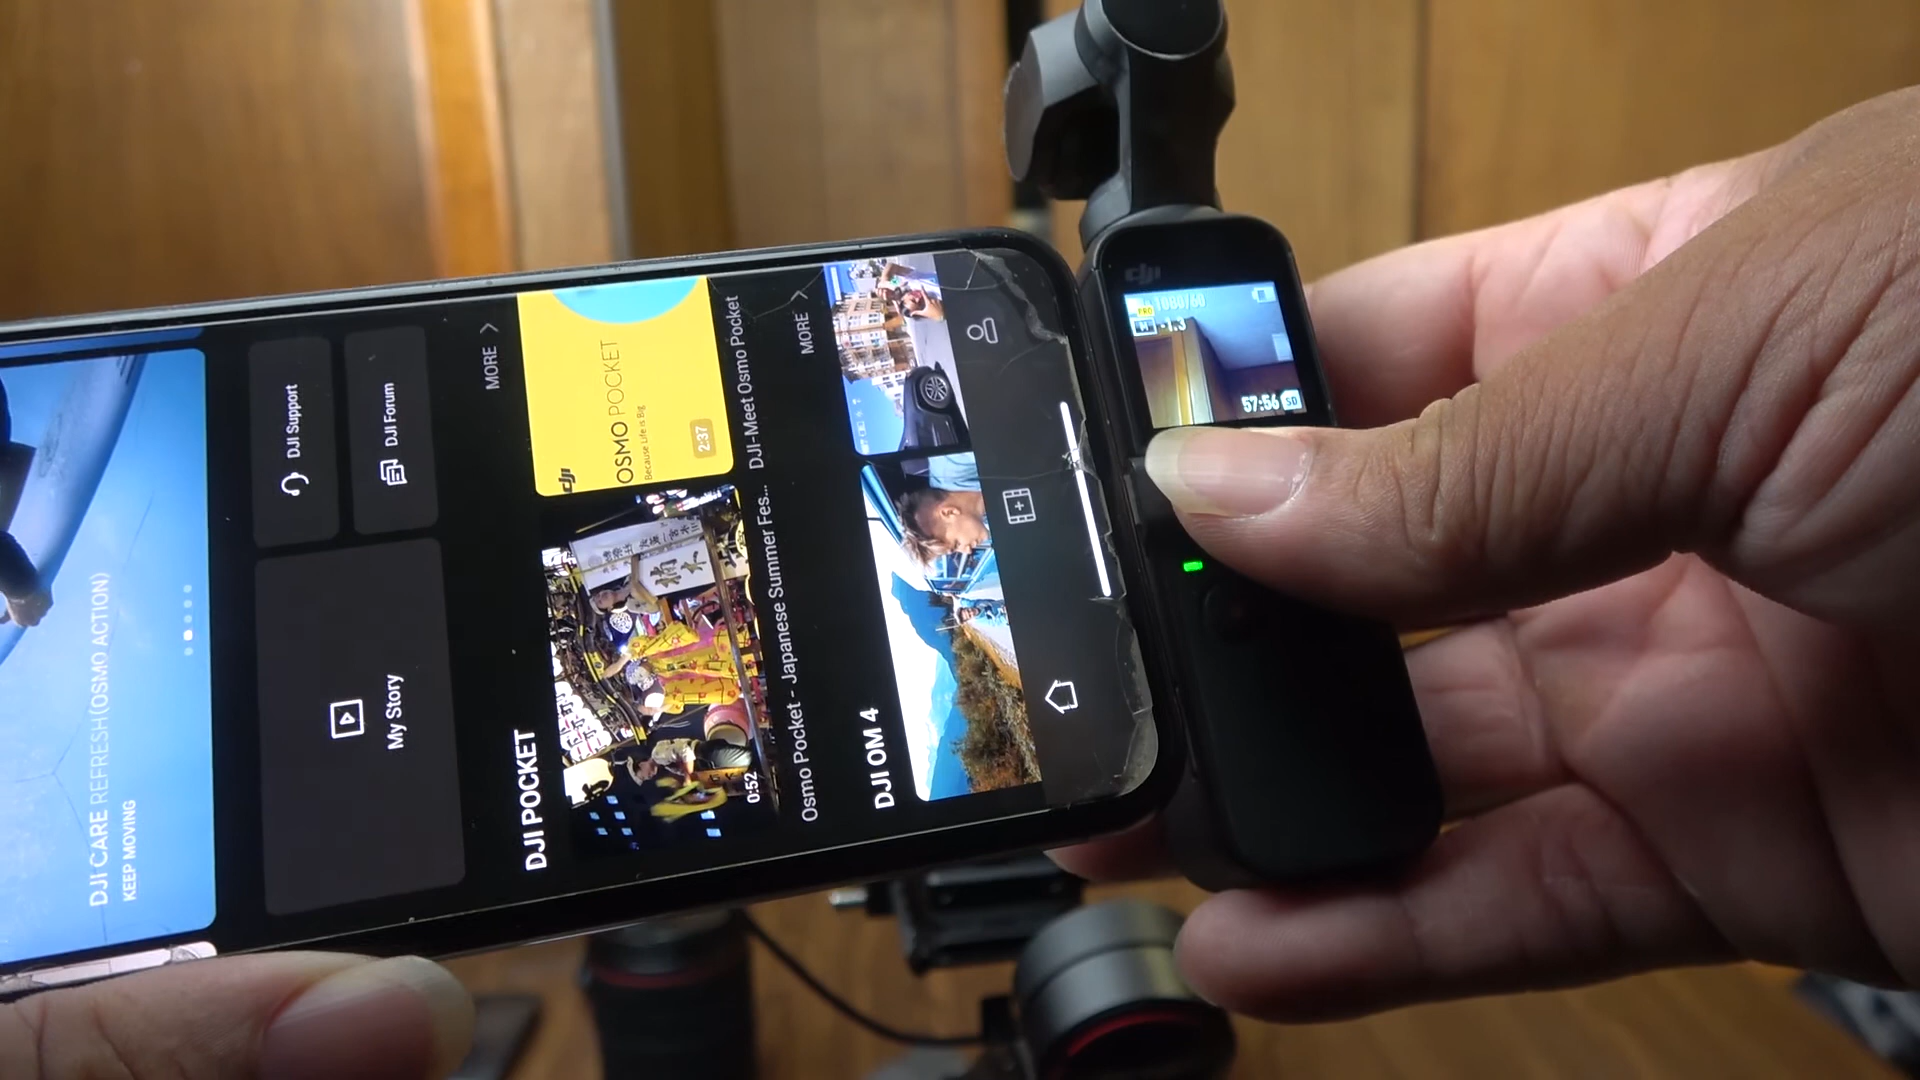 DJI CARE REFRESH(OSMO ACTION)
KEEP MOVING
My Story
DJI Support
DJI Forum
DJI POCKET
MORE
0:52
dji
OSMO POCKET
Because Life is Big
2:37
Osmo Pocket - Japanese Summer Fes...
DJI-Meet Osmo Pocket
DJI OM 4
MORE
dji
1080/60
PRO
M
-1.3
57:56
SD